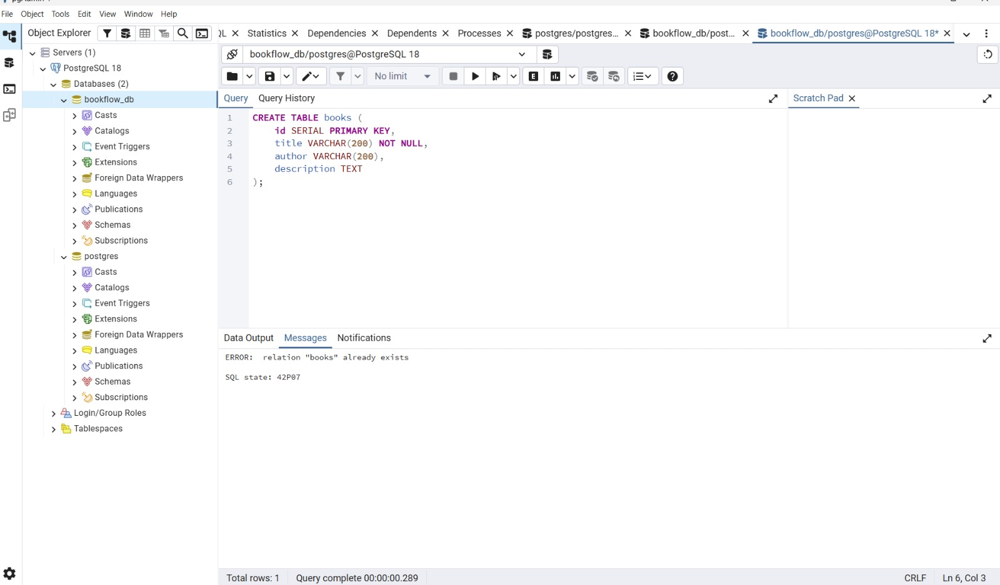 File Object Tools Edit View Window Help
Object Explorer
QL Statistics Dependencies Dependents Processes postgres/postgres... bookflow_db/post... bookflow_db/postgres@PostgreSQL 18*
Servers (1)
PostgreSQL 18
Databases (2)
bookflow_db
Casts
Catalogs
Event Triggers
Extensions
Foreign Data Wrappers
Languages
Publications
Schemas
Subscriptions
postgres
Casts
Catalogs
Event Triggers
Extensions
Foreign Data Wrappers
Languages
Publications
Schemas
Subscriptions
Login/Group Roles
Tablespaces
bookflow_db/postgres@PostgreSQL 18
No limit
E
Query Query History
Scratch Pad
1 CREATE TABLE books (
2 id SERIAL PRIMARY KEY,
3 title VARCHAR(200) NOT NULL,
4 author VARCHAR(200),
5 description TEXT
6 );
Data Output Messages Notifications
ERROR: relation "books" already exists
SQL state: 42P07
Total rows: 1 Query complete 00:00:00.289 CRLF Ln 6, Col 3